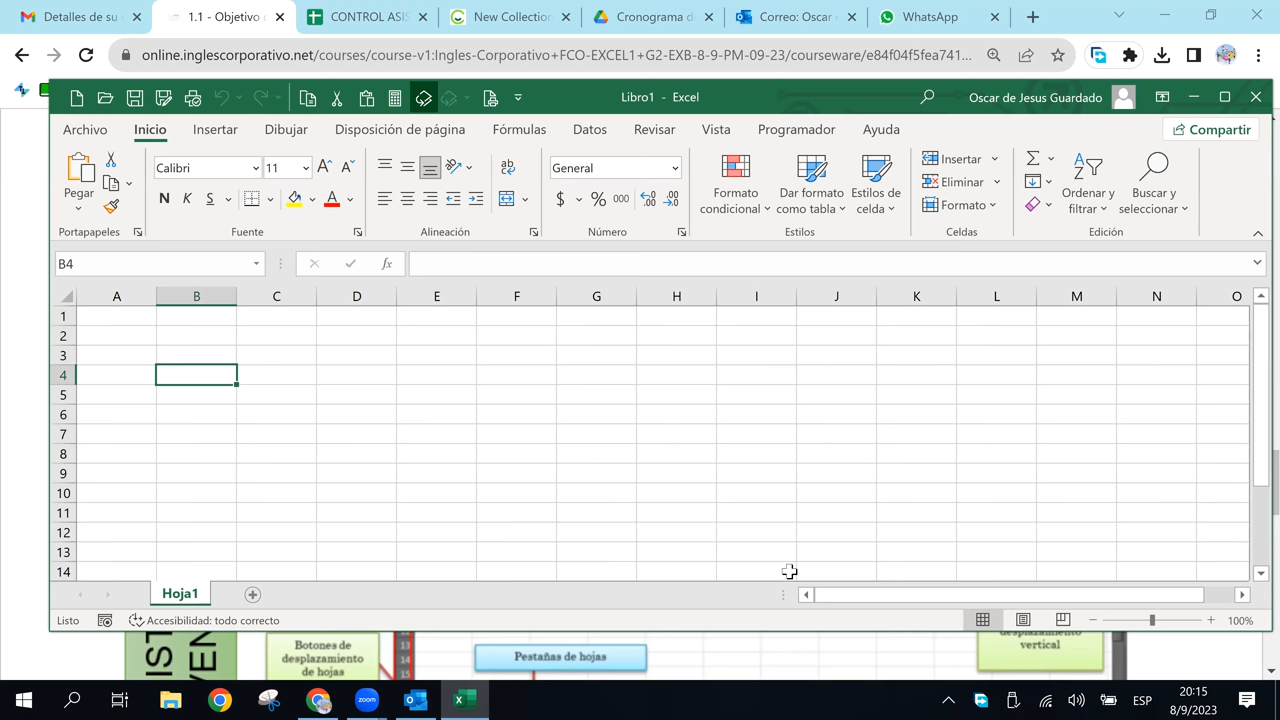 Detalles de su
1.1 - Objetivo
CONTROL ASIS
New Collection
Cronograma d
Correo: Oscar
WhatsApp
online.inglescorporativo.net/courses/course-v1:Ingles-Corporativo+FCO-EXCEL1+G2-EXB-8-9-PM-09-23/courseware/e84f04f5fea741...
Libro1 - Excel
Oscar de Jesus Guardado
Archivo Inicio Insertar Dibujar Disposición de página Fórmulas Datos Revisar Vista Programador Ayuda
Compartir
Pegar
Portapapeles
Calibri 11
N K S
Fuente
ab
Alineación
General
$ % 000
Número
Formato condicional
Dar formato como tabla
Estilos de celda
Estilos
Insertar
Eliminar
Formato
Celdas
Ordenar y filtrar
Buscar y seleccionar
Edición
B4
fx
A B C D E F G H I J K L M N O
1
2
3
4
5
6
7
8
9
10
11
12
13
14
Hoja1
Listo
Accesibilidad: todo correcto
100%
Botones de
desplazamiento
de hojas
Pestañas de hojas
desplazamiento
vertical
zoom
ESP
20:15
8/9/2023